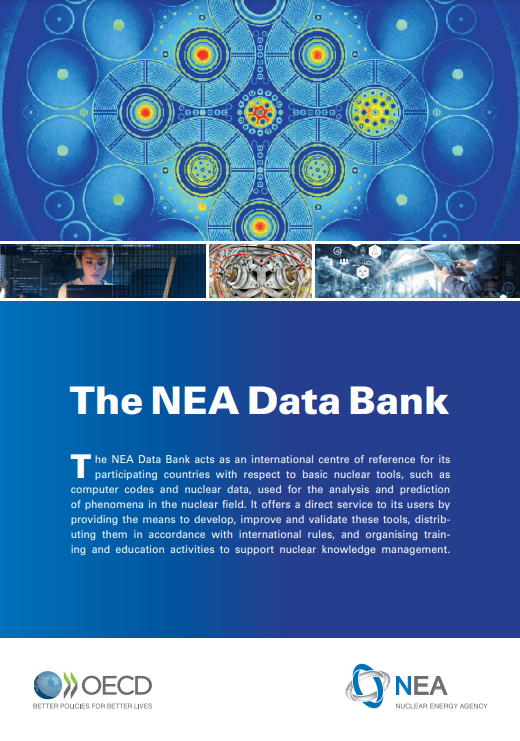 The NEA Data Bank
The NEA Data Bank acts as an international centre of reference for its
participating countries with respect to basic nuclear tools, such as
computer codes and nuclear data, used for the analysis and prediction
of phenomena in the nuclear field. It offers a direct service to its users by
providing the means to develop, improve and validate these tools, distrib-
uting them in accordance with international rules, and organising train-
ing and education activities to support nuclear knowledge management.
OECD
BETTER POLICIES FOR BETTER LIVES
NEA
NUCLEAR ENERGY AGENCY